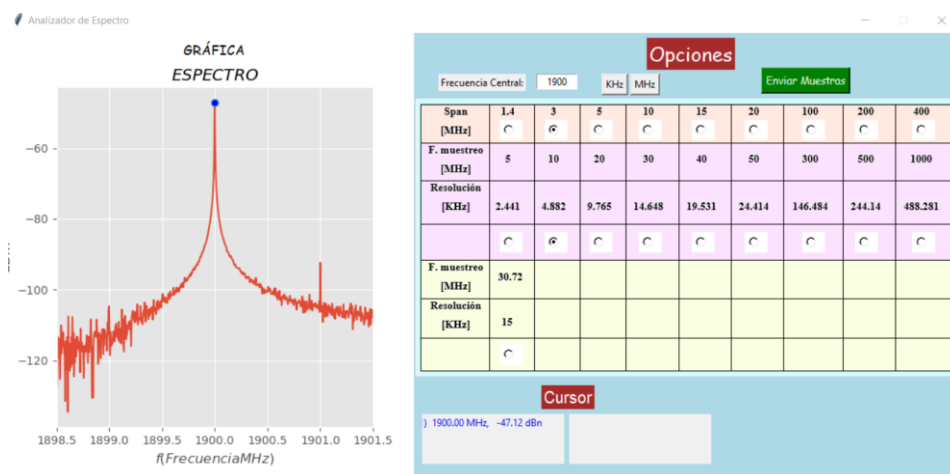 Analizador de Espectro
GRÁFICA
ESPECTRO
−60
−80
−100
−120
1898.5 1899.0 1899.5 1900.0 1900.5 1901.0 1901.5
f(FrecuenciaMHz)
Opciones
Frecuencia Central: 1900 KHz MHz Enviar Muestras
Span [MHz] 1.4 3 5 10 15 20 100 200 400
F. muestreo [MHz] 5 10 20 30 40 50 300 500 1000
Resolución [KHz] 2.441 4.882 9.765 14.648 19.531 24.414 146.484 244.14 488.281
F. muestreo [MHz] 30.72
Resolución [KHz] 15
Cursor
) 1900.00 MHz, -47.12 dBn